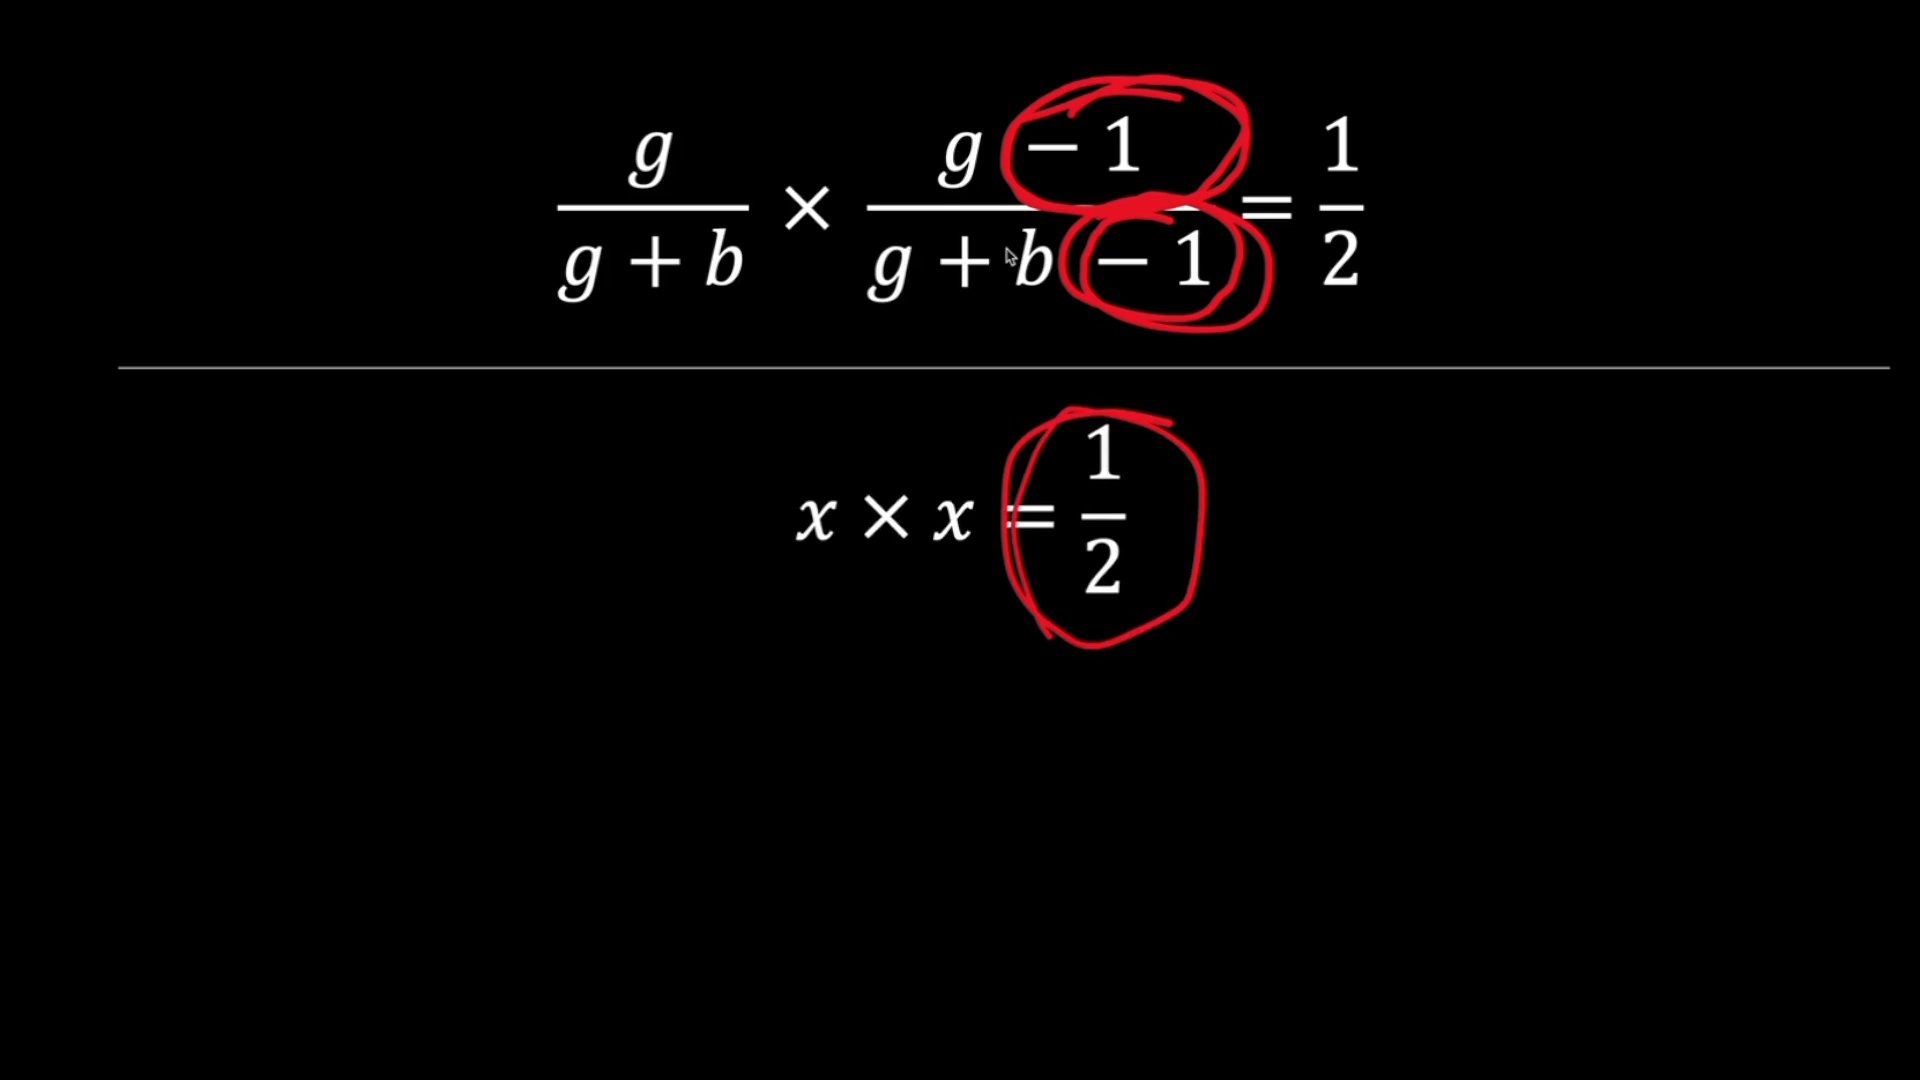 g/(g + b) × (g − 1)/(g + b − 1) = 1/2
x × x = 1/2